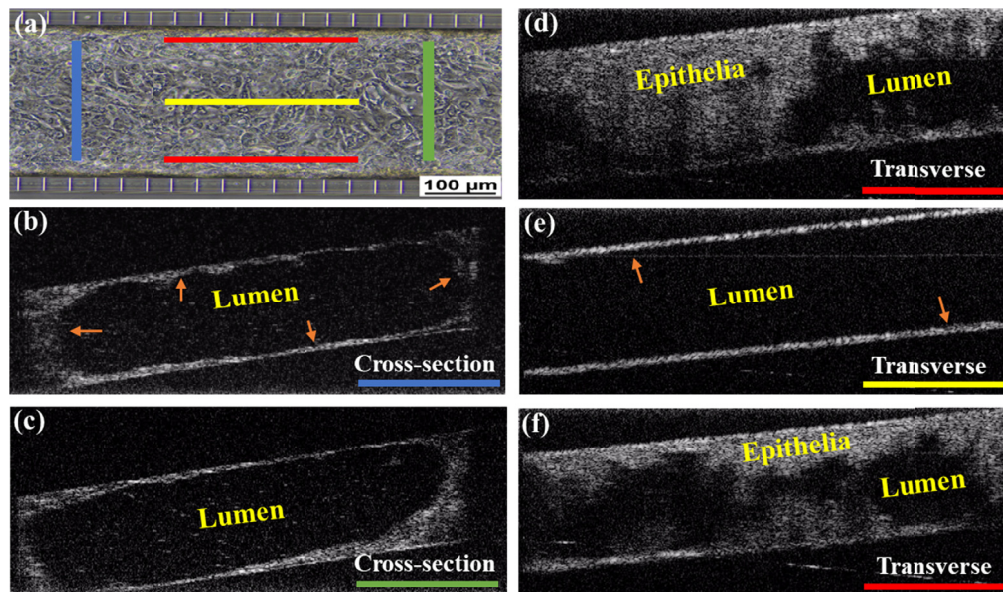 (a)
100 µm
(b)
Lumen
Cross-section
(c)
Lumen
Cross-section
(d)
Epithelia
Lumen
Transverse
(e)
Lumen
Transverse
(f)
Epithelia
Lumen
Transverse